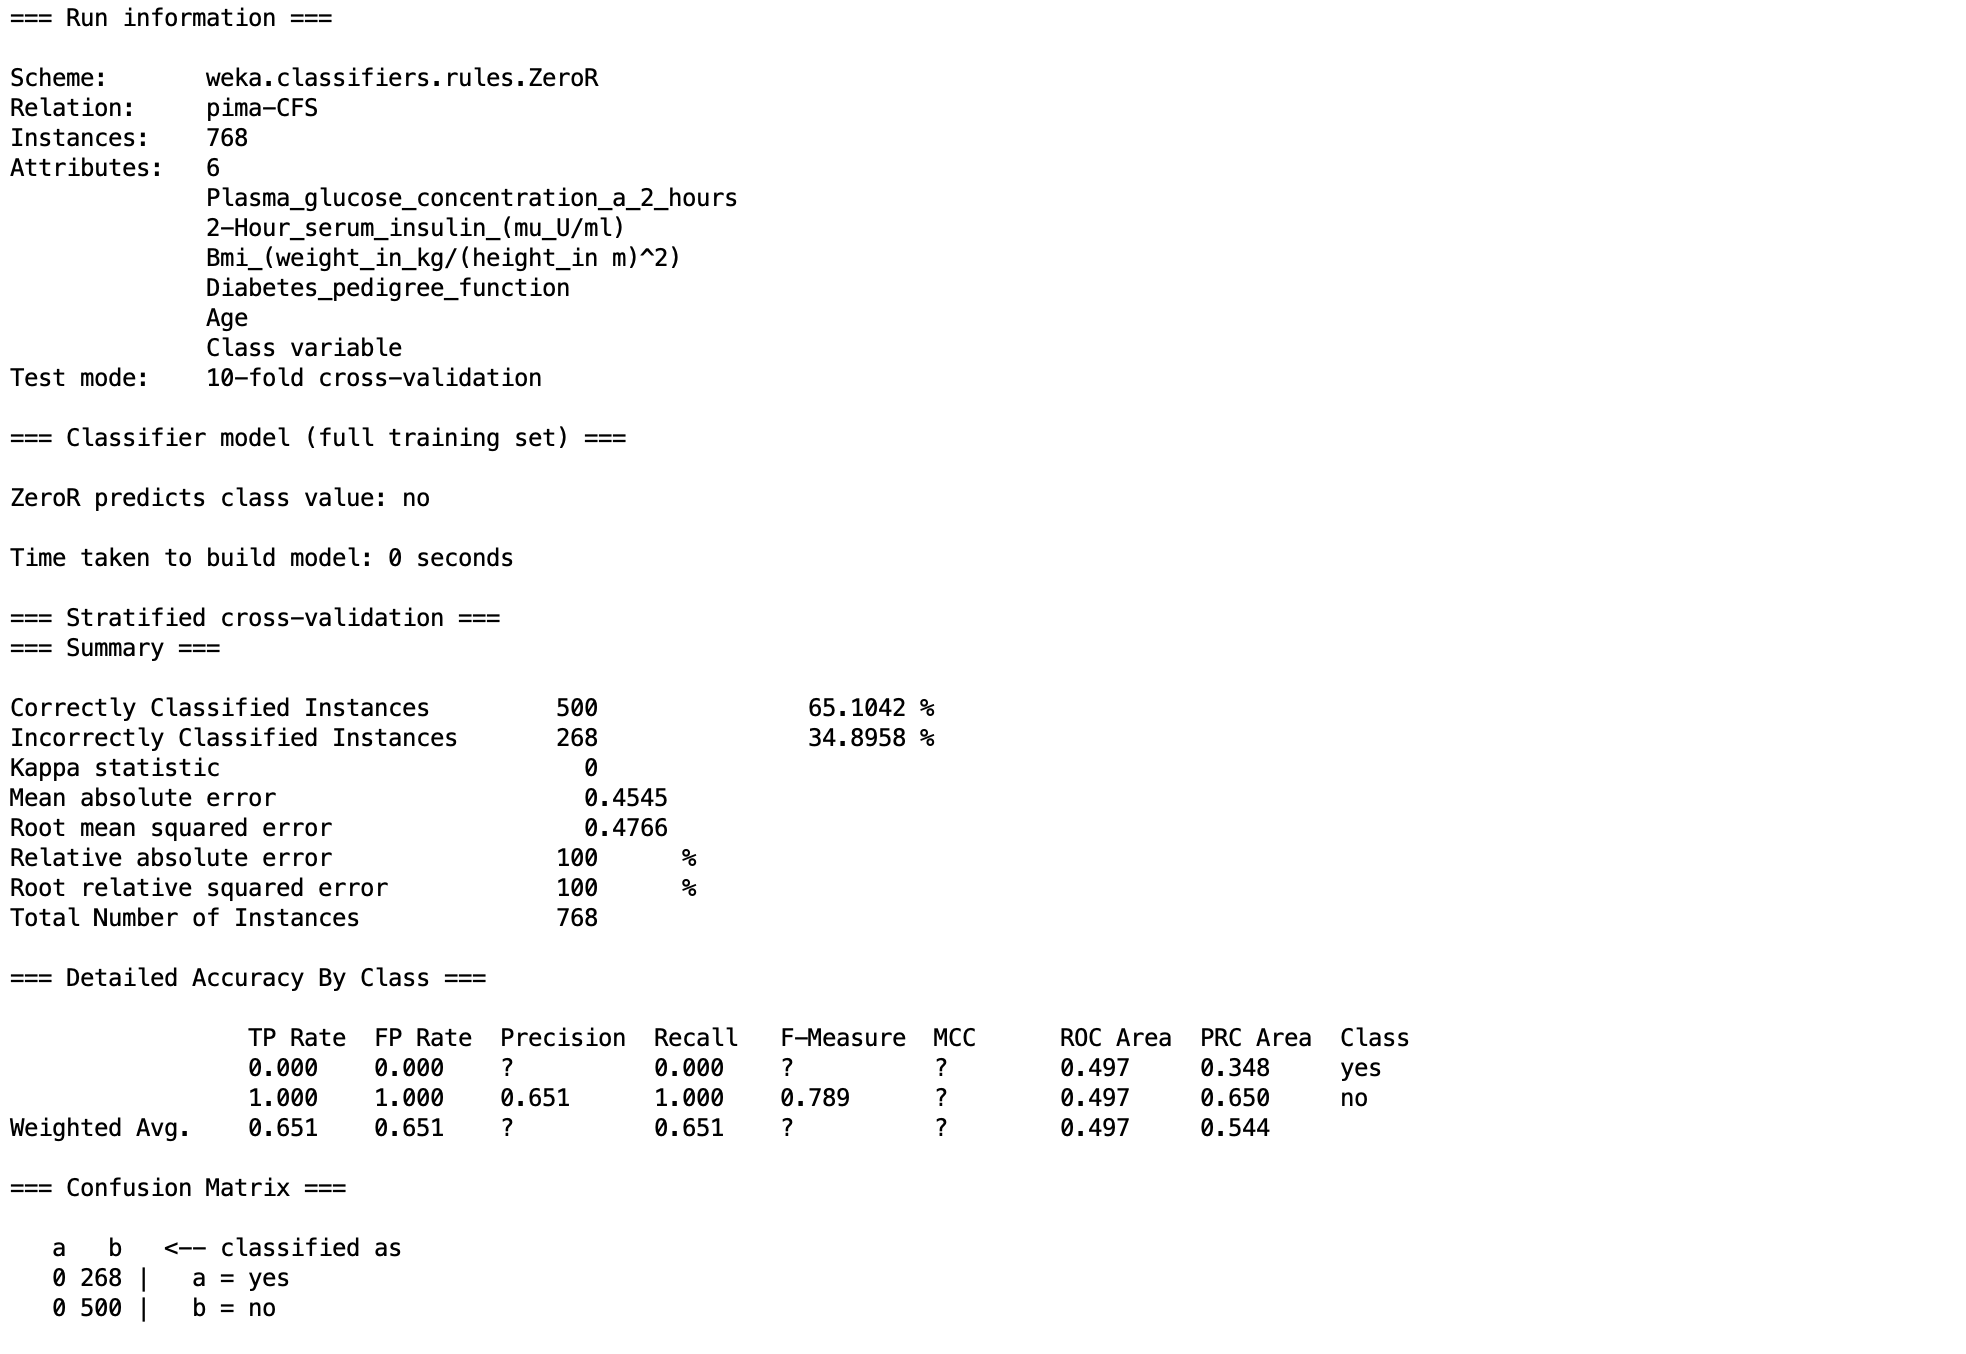 === Run information ===
Scheme:       weka.classifiers.rules.ZeroR
Relation:     pima-CFS
Instances:    768
Attributes:   6
              Plasma_glucose_concentration_a_2_hours
              2-Hour_serum_insulin_(mu_U/ml)
              Bmi_(weight_in_kg/(height_in m)^2)
              Diabetes_pedigree_function
              Age
              Class variable
Test mode:    10-fold cross-validation
=== Classifier model (full training set) ===
ZeroR predicts class value: no
Time taken to build model: 0 seconds
=== Stratified cross-validation ===
=== Summary ===
Correctly Classified Instances         500               65.1042 %
Incorrectly Classified Instances       268               34.8958 %
Kappa statistic                          0
Mean absolute error                      0.4545
Root mean squared error                  0.4766
Relative absolute error                100      %
Root relative squared error            100      %
Total Number of Instances              768
=== Detailed Accuracy By Class ===
                 TP Rate  FP Rate  Precision  Recall   F-Measure  MCC      ROC Area  PRC Area  Class
                 0.000    0.000    ?          0.000    ?          ?        0.497     0.348     yes
                 1.000    1.000    0.651      1.000    0.789      ?        0.497     0.650     no
Weighted Avg.    0.651    0.651    ?          0.651    ?          ?        0.497     0.544
=== Confusion Matrix ===
   a   b   <-- classified as
   0 268 |   a = yes
   0 500 |   b = no